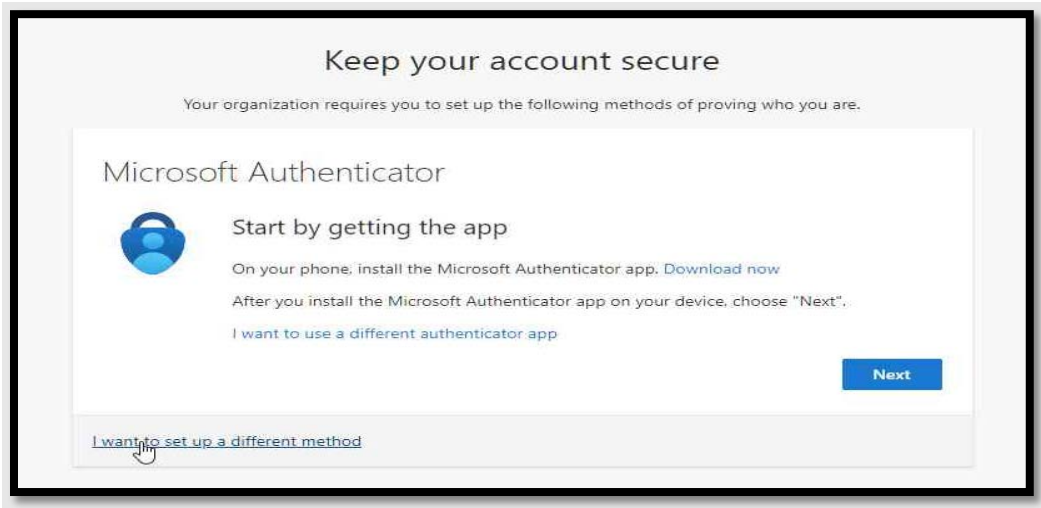 Keep your account secure
Your organization requires you to set up the following methods of proving who you are.
Microsoft Authenticator
Start by getting the app
On your phone, install the Microsoft Authenticator app. Download now
After you install the Microsoft Authenticator app on your device, choose "Next".
I want to use a different authenticator app
Next
I want to set up a different method